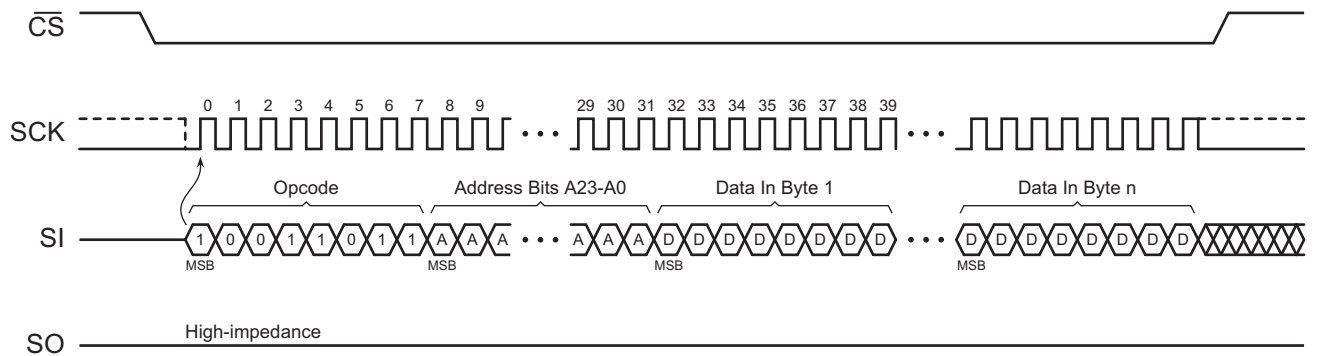 CS
0 1 2 3 4 5 6 7 8 9 29 30 31 32 33 34 35 36 37 38 39
SCK
Opcode Address Bits A23-A0 Data In Byte 1 Data In Byte n
SI 1 0 0 1 1 0 1 1 A A A A A A D D D D D D D D D D D D D D D D
MSB MSB MSB MSB
High-impedance
SO